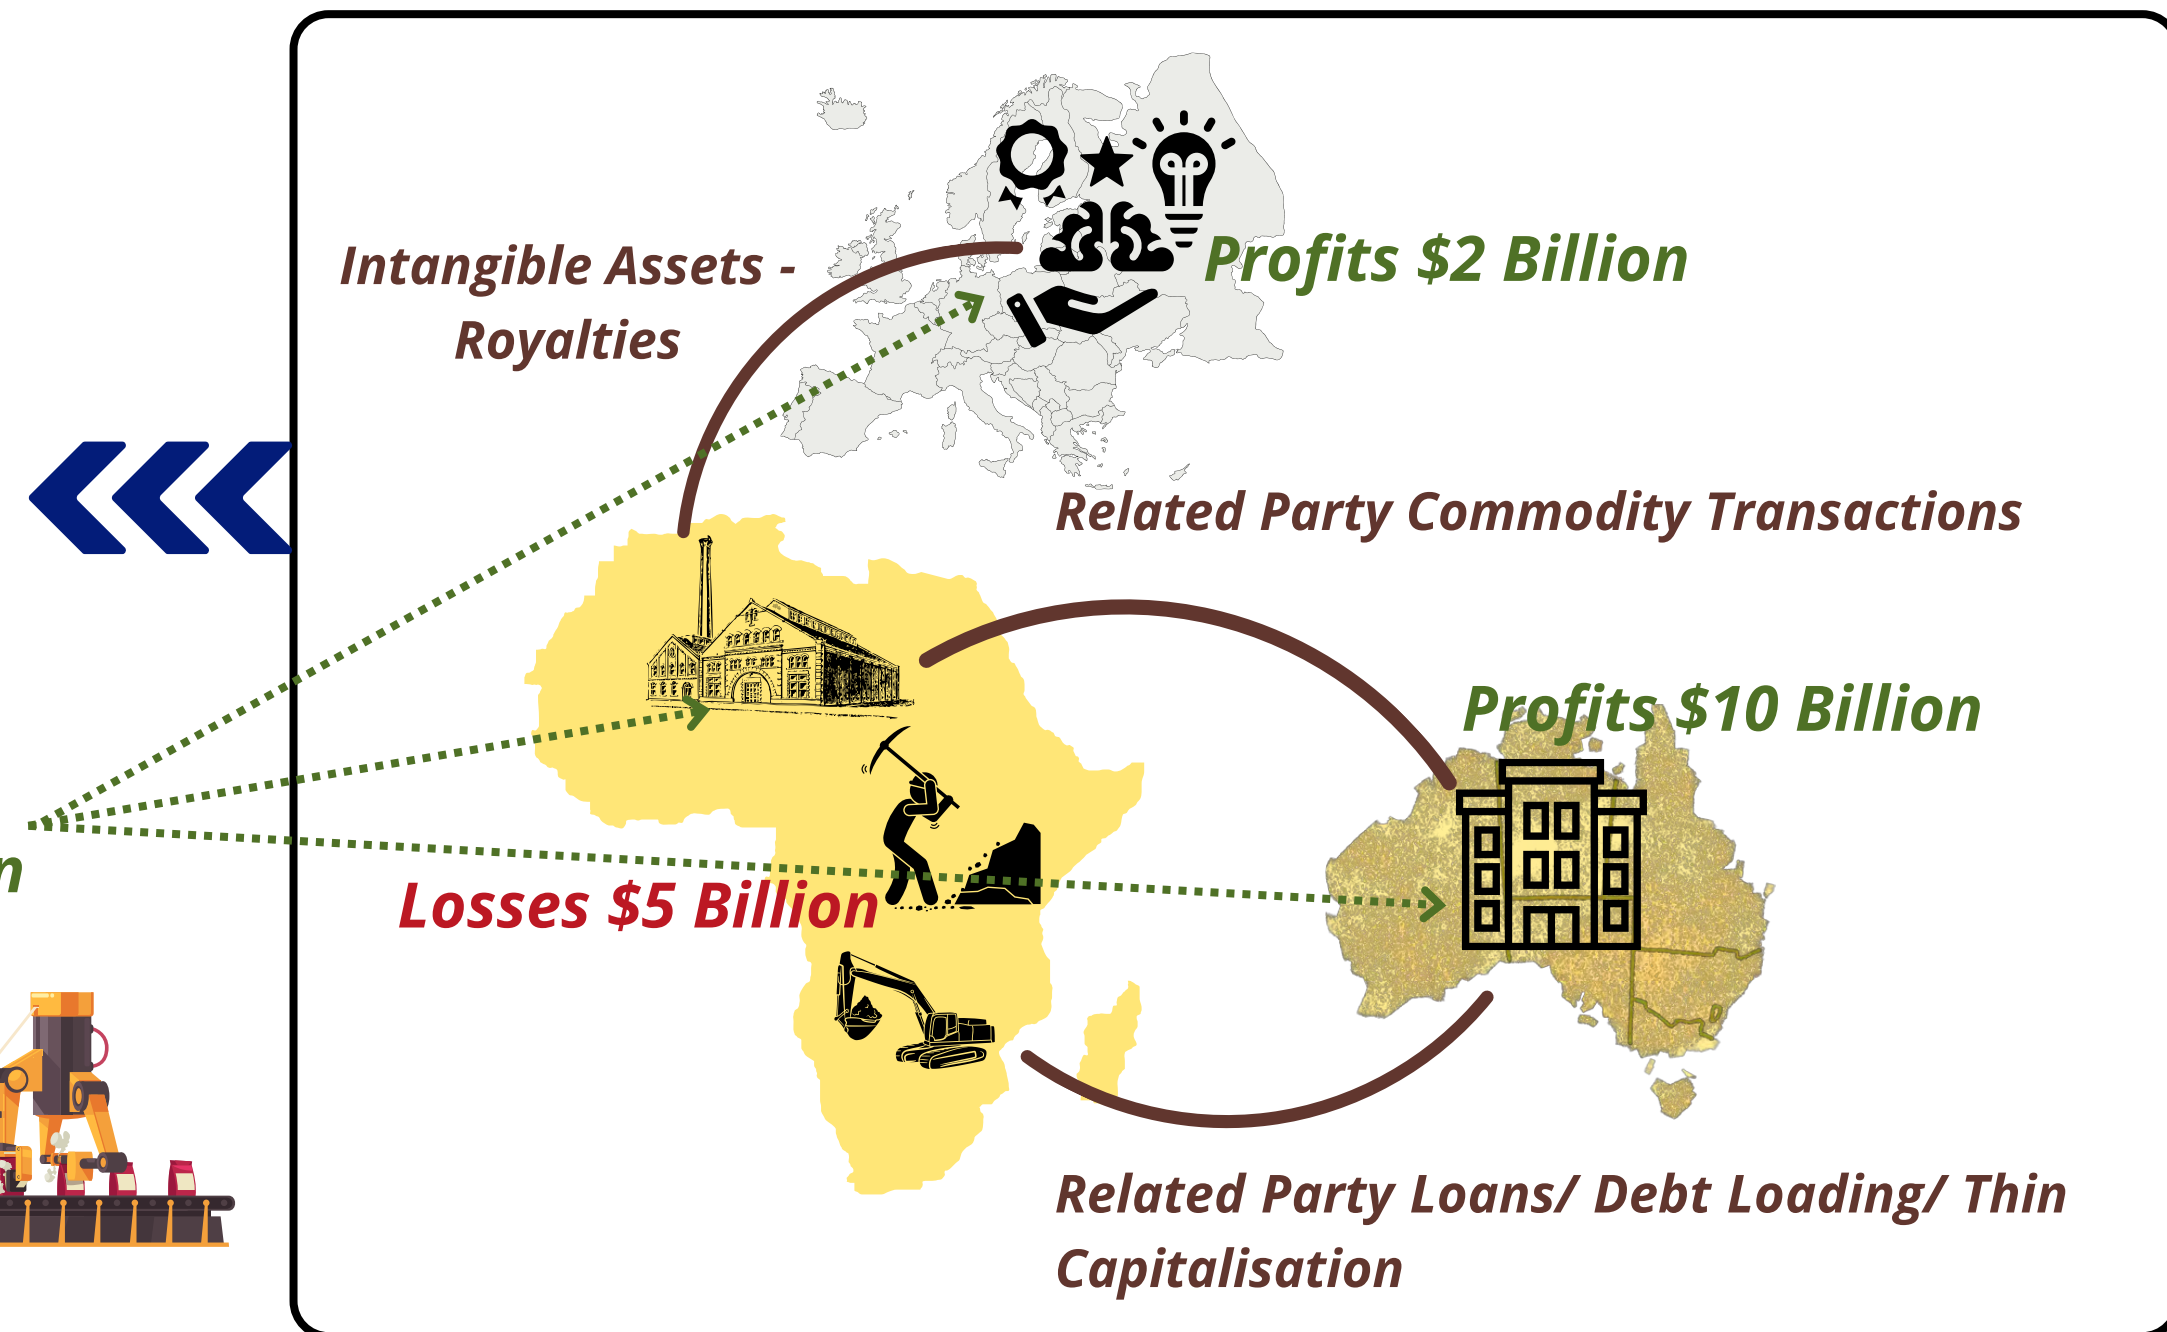 Intangible Assets -
Royalties
Profits $2 Billion
Related Party Commodity Transactions
Profits $10 Billion
n
Losses $5 Billion
Related Party Loans/ Debt Loading/ Thin
Capitalisation